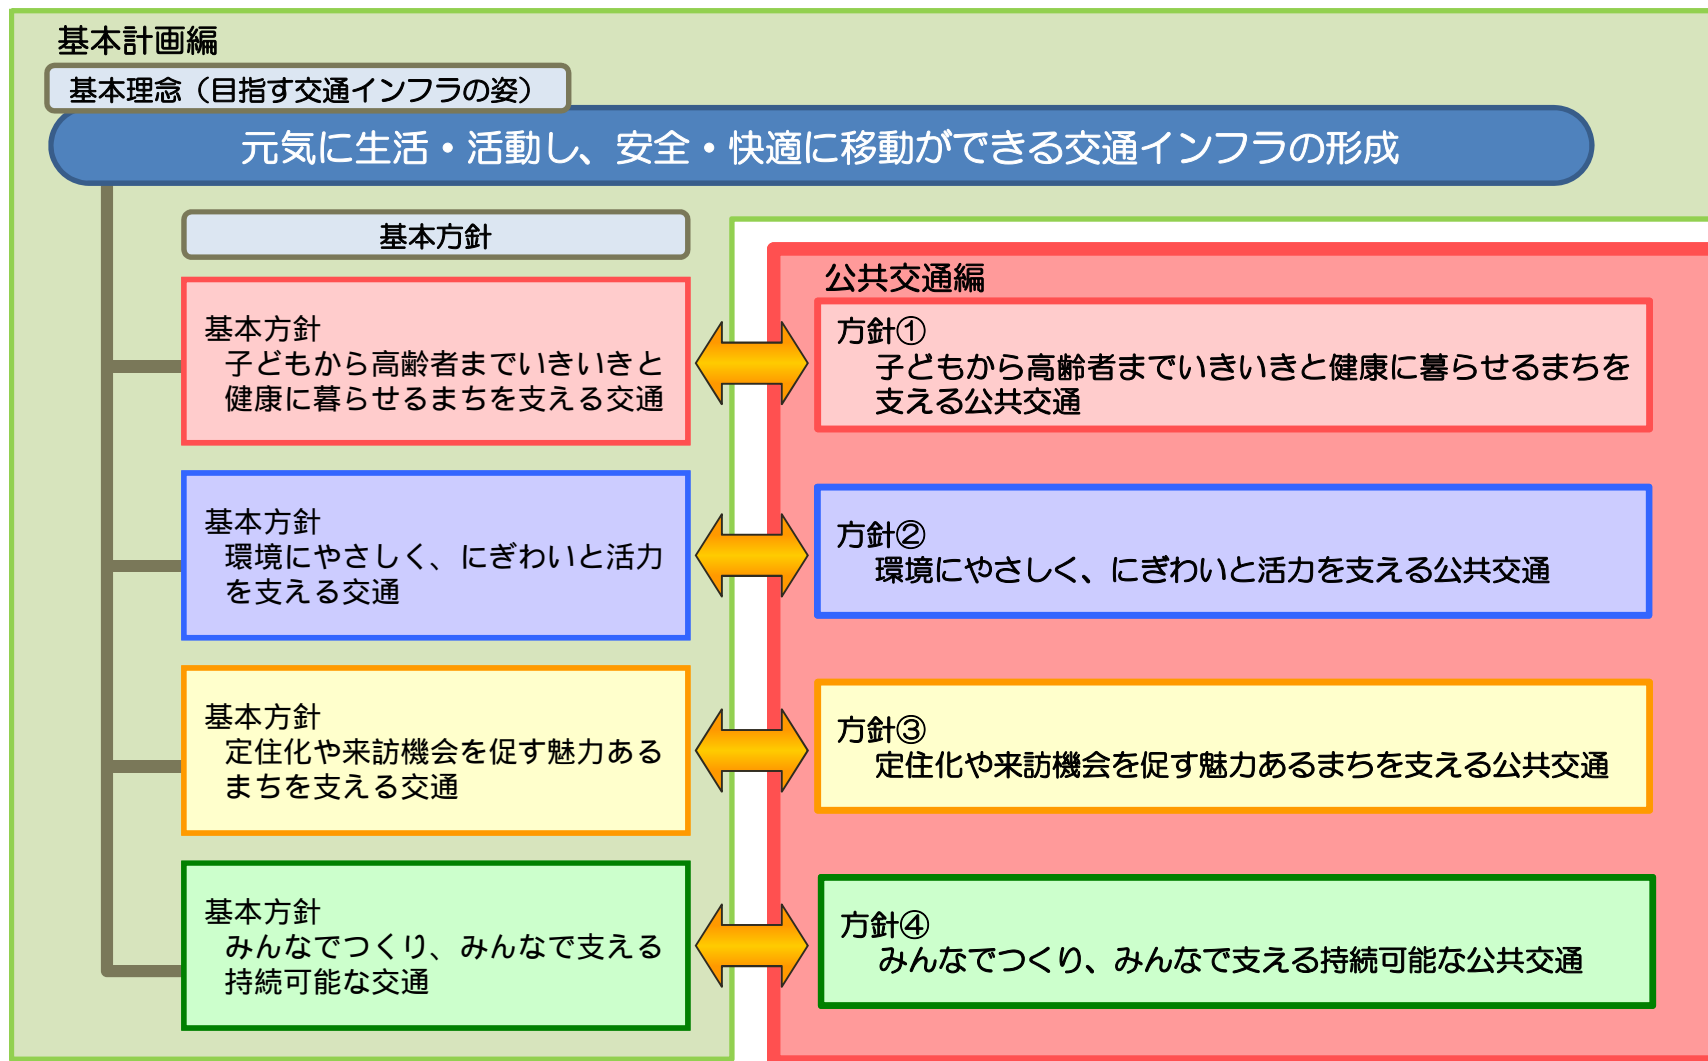 基本計画編
基本理念（目指す交通インフラの姿）
元気に生活・活動し、安全・快適に移動ができる交通インフラの形成
基本方針
基本方針
子どもから高齢者までいきいきと
健康に暮らせるまちを支える交通
基本方針
環境にやさしく、にぎわいと活力
を支える交通
基本方針
定住化や来訪機会を促す魅力ある
まちを支える交通
基本方針
みんなでつくり、みんなで支える
持続可能な交通
公共交通編
方針①
子どもから高齢者までいきいきと健康に暮らせるまちを
支える公共交通
方針②
環境にやさしく、にぎわいと活力を支える公共交通
方針③
定住化や来訪機会を促す魅力あるまちを支える公共交通
方針④
みんなでつくり、みんなで支える持続可能な公共交通